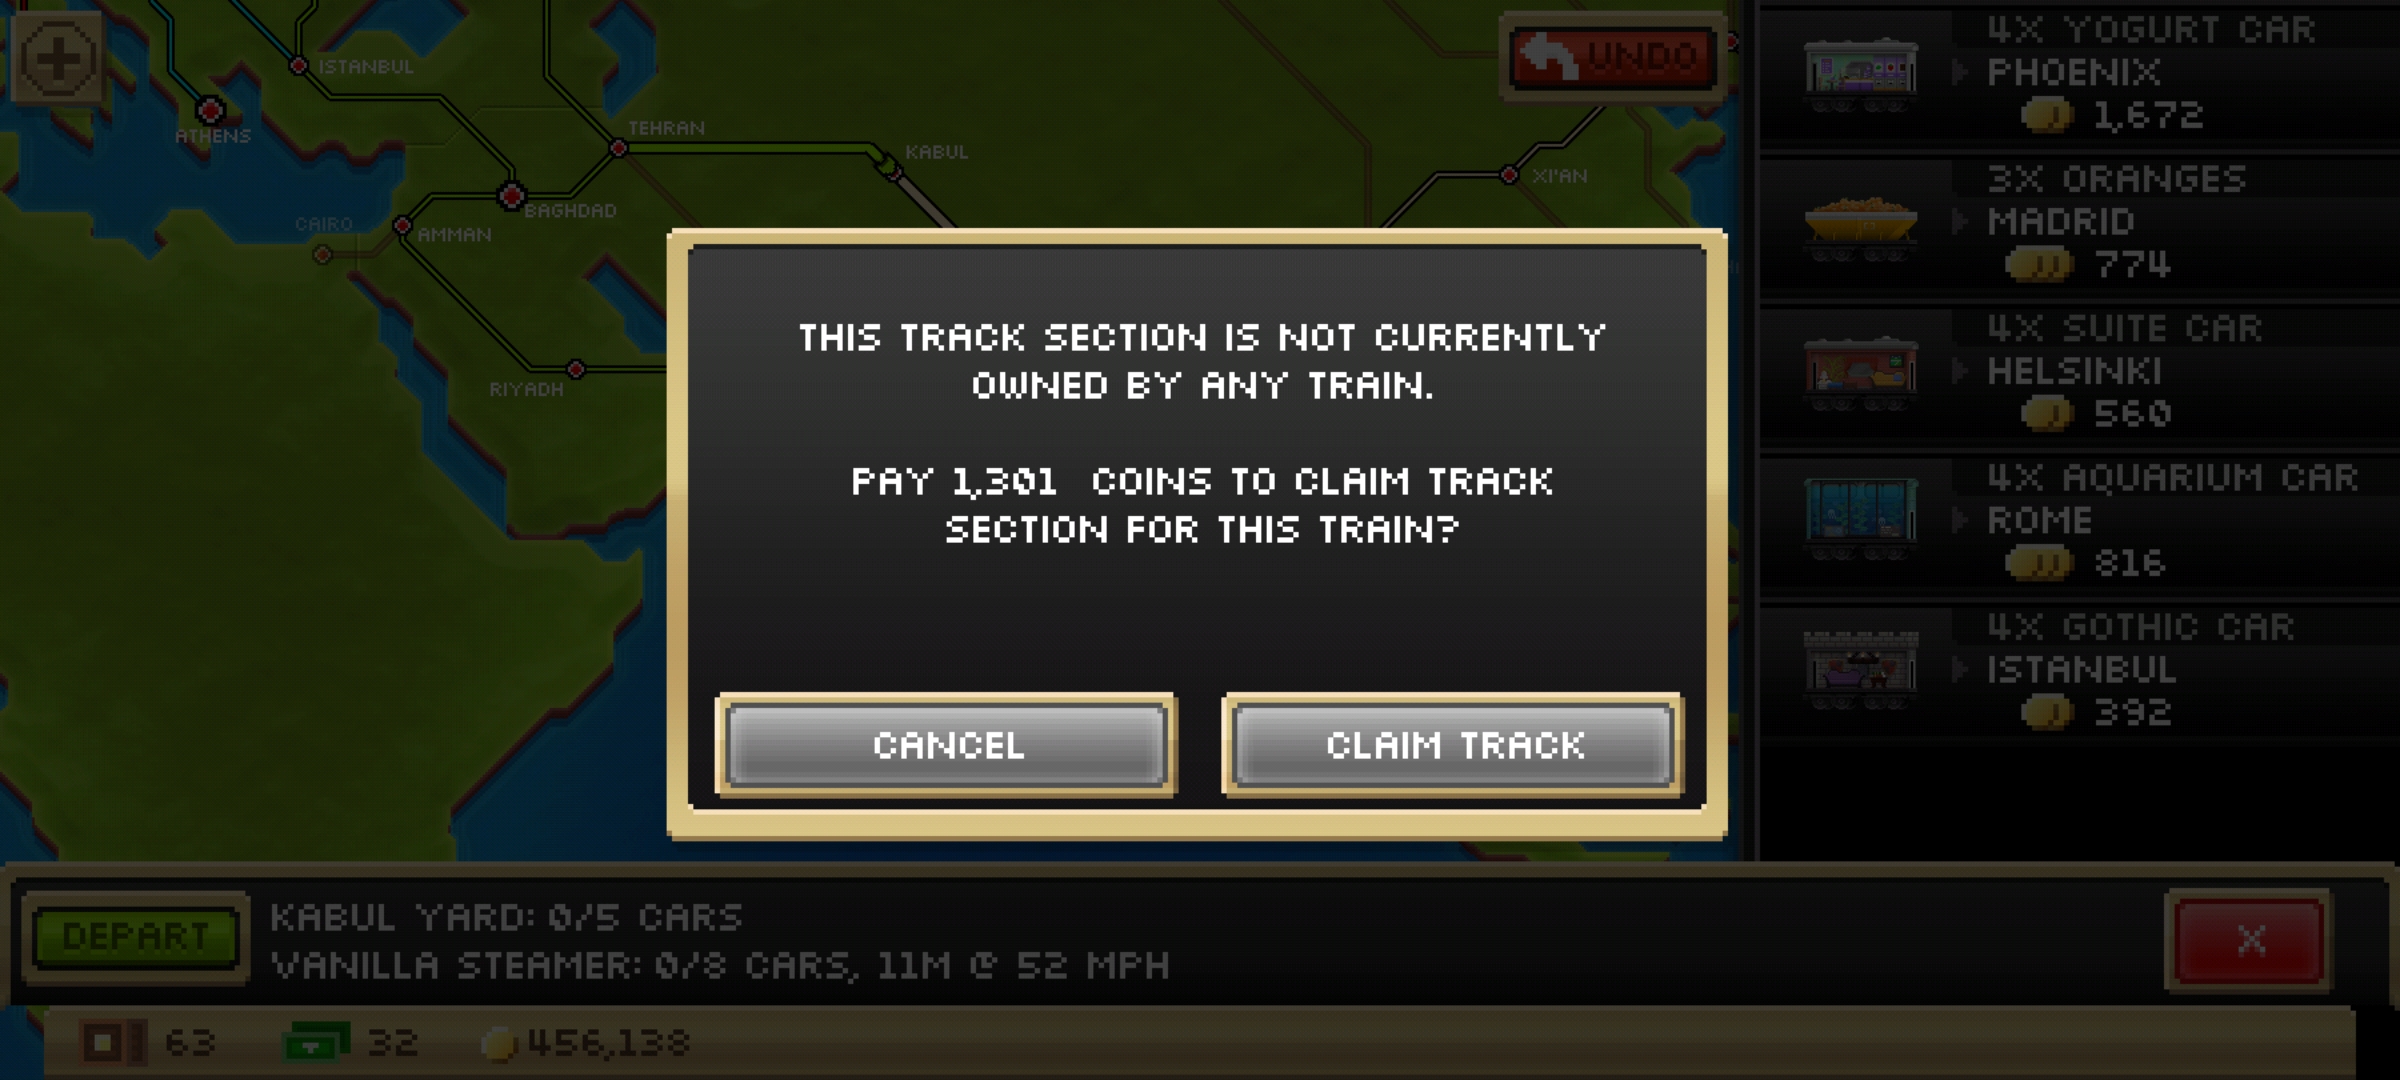 UNDO
ISTANBUL
ATHENS
TEHRAN
KABUL
XI'AN
BAGHDAD
CAIRO
AMMAN
RIYADH
4X YOGURT CAR
PHOENIX
1,672
3X ORANGES
MADRID
774
4X SUITE CAR
HELSINKI
560
4X AQUARIUM CAR
ROME
816
4X GOTHIC CAR
ISTANBUL
392
THIS TRACK SECTION IS NOT CURRENTLY
OWNED BY ANY TRAIN.
PAY 1,301 COINS TO CLAIM TRACK
SECTION FOR THIS TRAIN?
CANCEL
CLAIM TRACK
DEPART
KABUL YARD: 0/5 CARS
VANILLA STEAMER: 0/8 CARS, 11M @ 52 MPH
X
63
32
456,138